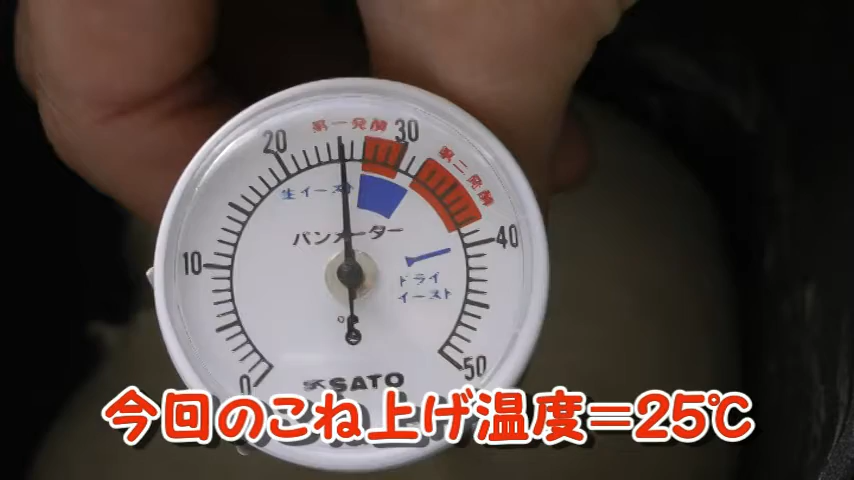 第一発酵
20
30
第二発酵
生イースト
パンメーター
10
40
ドライ
イースト
℃
0
50
SK SATO
今回のこね上げ温度=25℃